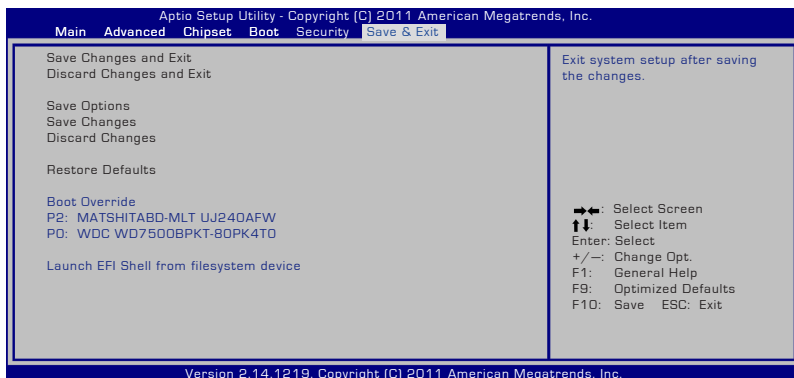 Aptio Setup Utility - Copyright (C) 2011 American Megatrends, Inc.
Main Advanced Chipset Boot Security Save & Exit
Save Changes and Exit
Discard Changes and Exit
Save Options
Save Changes
Discard Changes
Restore Defaults
Boot Override
P2: MATSHITABD-MLT UJ240AFW
P0: WDC WD7500BPKT-80PK4T0
Launch EFI Shell from filesystem device
Exit system setup after saving
the changes.
→←: Select Screen
↑↓: Select Item
Enter: Select
+/—: Change Opt.
F1: General Help
F9: Optimized Defaults
F10: Save ESC: Exit
Version 2.14.1219. Copyright (C) 2011 American Megatrends, Inc.